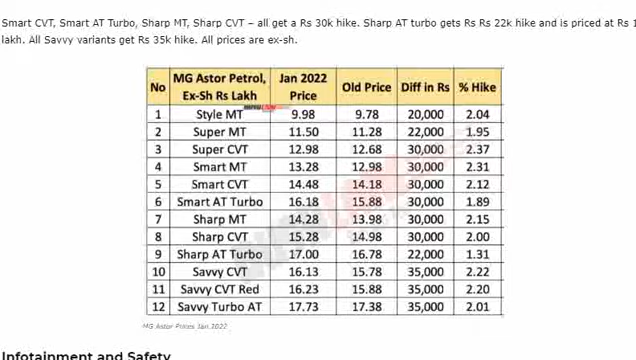 Smart CVT, Smart AT Turbo, Sharp MT, Sharp CVT – all get a Rs 30k hike. Sharp AT turbo gets Rs Rs 22k hike and is priced at Rs 1
lakh. All Savvy variants get Rs 35k hike. All prices are ex-sh.
No MG Astor Petrol, Ex-Sh Rs Lakh Jan 2022 Price Old Price Diff in Rs % Hike
1 Style MT 9.98 9.78 20,000 2.04
2 Super MT 11.50 11.28 22,000 1.95
3 Super CVT 12.98 12.68 30,000 2.37
4 Smart MT 13.28 12.98 30,000 2.31
5 Smart CVT 14.48 14.18 30,000 2.12
6 Smart AT Turbo 16.18 15.88 30,000 1.89
7 Sharp MT 14.28 13.98 30,000 2.15
8 Sharp CVT 15.28 14.98 30,000 2.00
9 Sharp AT Turbo 17.00 16.78 22,000 1.31
10 Savvy CVT 16.13 15.78 35,000 2.22
11 Savvy CVT Red 16.23 15.88 35,000 2.20
12 Savvy Turbo AT 17.73 17.38 35,000 2.01
MG Astor Prices Jan 2022
Infotainment and Safety